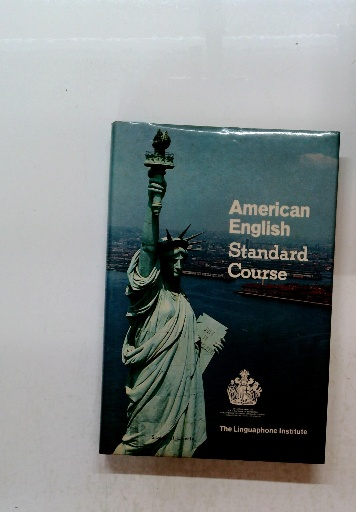 American
English
Standard
Course
The Linguaphone Institute